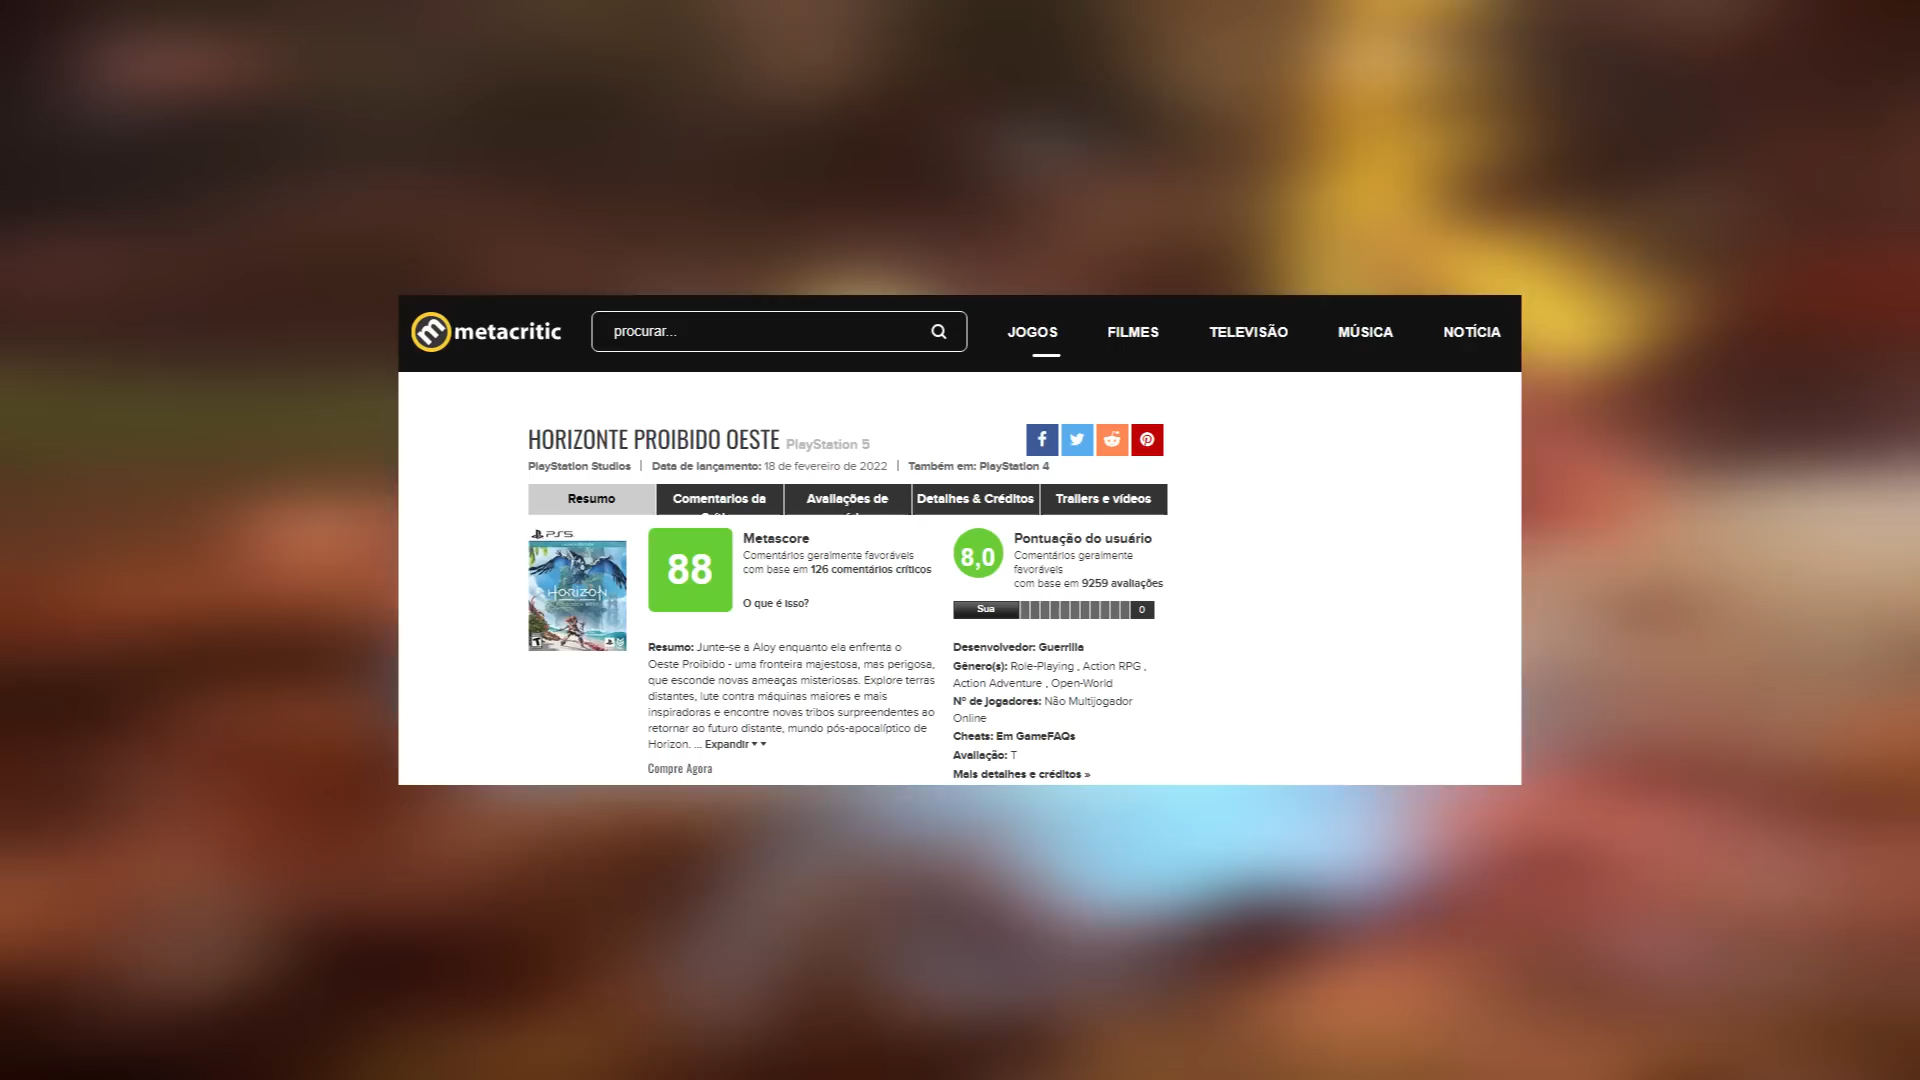 metacritic
procurar...
JOGOS
FILMES
TELEVISÃO
MÚSICA
NOTÍCIA
HORIZONTE PROIBIDO OESTE PlayStation 5
PlayStation Studios | Data de lançamento: 18 de fevereiro de 2022 | Também em: PlayStation 4
Resumo
Comentarios da
Avaliações de
Detalhes & Créditos
Trailers e vídeos
PS5
HORIZON
88
Metascore
Comentários geralmente favoráveis
com base em 126 comentários críticos
O que é isso?
8,0
Pontuação do usuário
Comentários geralmente
favoráveis
com base em 9259 avaliações
Sua
0
Resumo: Junte-se a Aloy enquanto ela enfrenta o
Oeste Proibido - uma fronteira majestosa, mas perigosa,
que esconde novas ameaças misteriosas. Explore terras
distantes, lute contra máquinas maiores e mais
inspiradoras e encontre novas tribos surpreendentes ao
retornar ao futuro distante, mundo pós-apocalíptico de
Horizon. ... Expandir
Compre Agora
Desenvolvedor: Guerrilla
Gênero(s): Role-Playing , Action RPG ,
Action Adventure , Open-World
Nº de jogadores: Não Multijogador
Online
Cheats: Em GameFAQs
Avaliação: T
Mais detalhes e créditos »